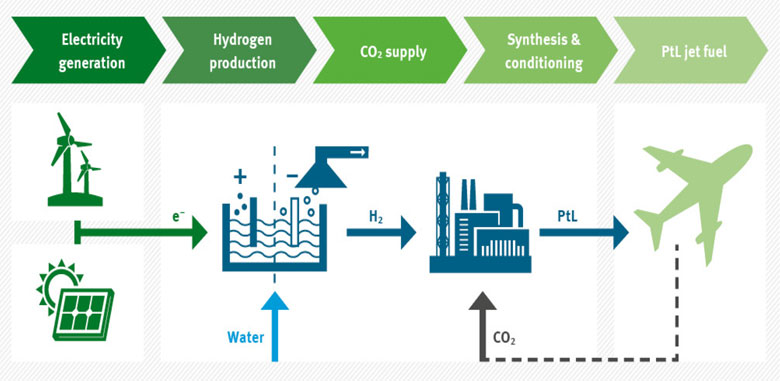 Electricity
generation
Hydrogen
production
CO₂ supply
Synthesis &
conditioning
PtL jet fuel
+
−
e⁻
H₂
PtL
Water
CO₂